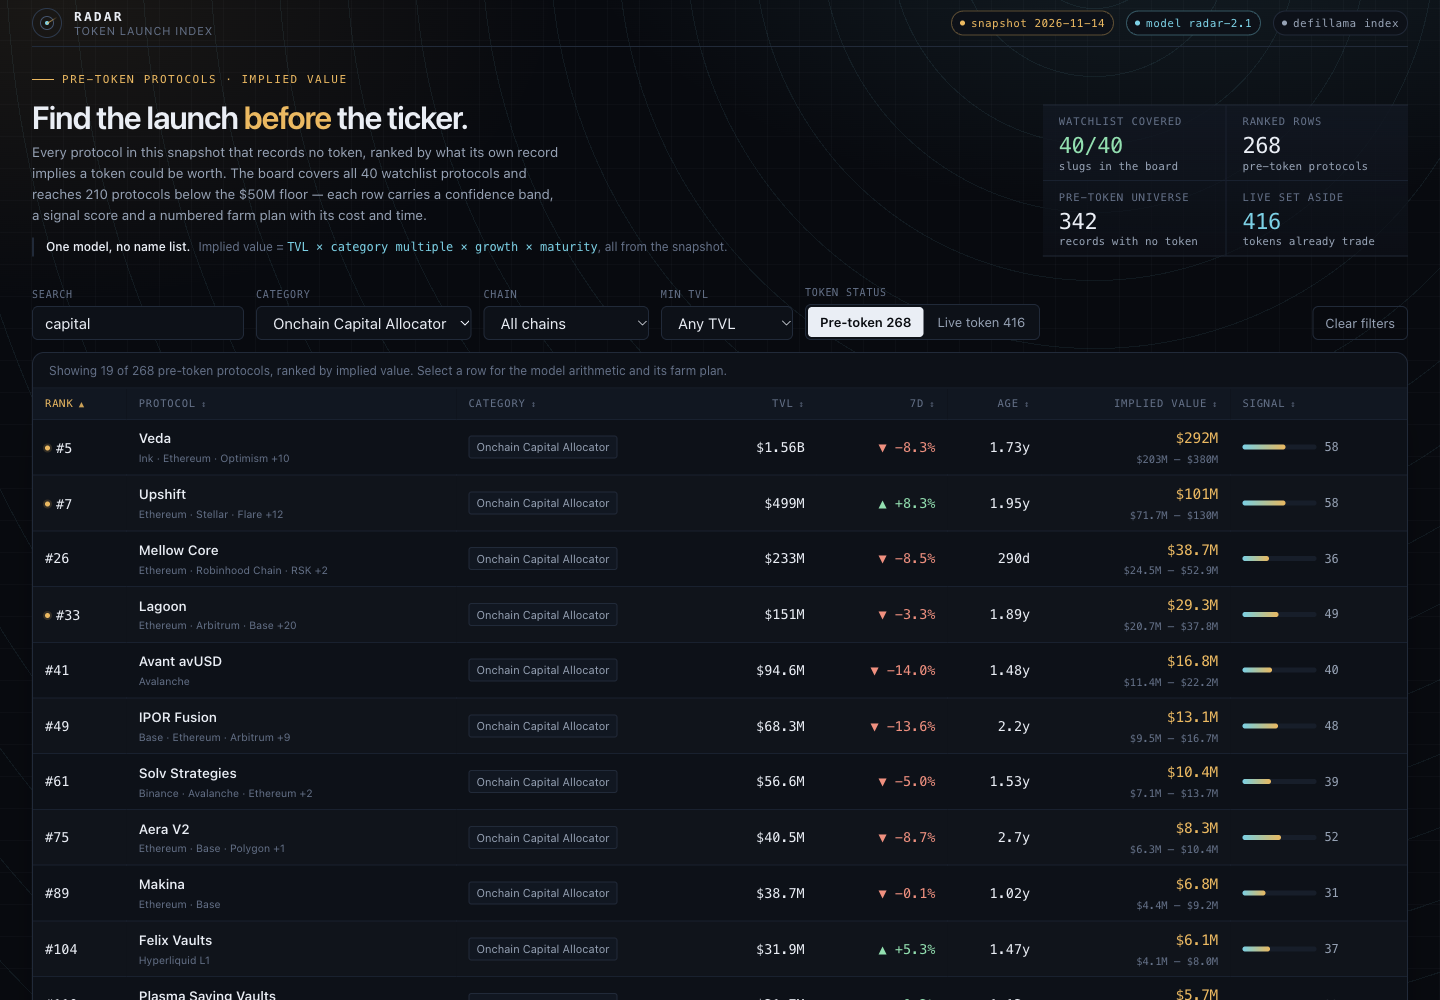 RADAR
TOKEN LAUNCH INDEX
snapshot 2026-11-14
model radar-2.1
defillama index
PRE-TOKEN PROTOCOLS · IMPLIED VALUE
Find the launch before the ticker.
Every protocol in this snapshot that records no token, ranked by what its own record
implies a token could be worth. The board covers all 40 watchlist protocols and
reaches 210 protocols below the $50M floor — each row carries a confidence band,
a signal score and a numbered farm plan with its cost and time.
One model, no name list. Implied value = TVL × category multiple × growth × maturity, all from the snapshot.
WATCHLIST COVERED
40/40
slugs in the board
RANKED ROWS
268
pre-token protocols
PRE-TOKEN UNIVERSE
342
records with no token
LIVE SET ASIDE
416
tokens already trade
SEARCH
capital
CATEGORY
Onchain Capital Allocator
CHAIN
All chains
MIN TVL
Any TVL
TOKEN STATUS
Pre-token 268
Live token 416
Clear filters
Showing 19 of 268 pre-token protocols, ranked by implied value. Select a row for the model arithmetic and its farm plan.
RANK ▲ PROTOCOL ↕ CATEGORY ↕ TVL ↕ 7D ↕ AGE ↕ IMPLIED VALUE ↕ SIGNAL ↕
#5 Veda Onchain Capital Allocator $1.56B ▼ −8.3% 1.73y $292M 58
Ink · Ethereum · Optimism +10 $203M — $380M
#7 Upshift Onchain Capital Allocator $499M ▲ +8.3% 1.95y $101M 58
Ethereum · Stellar · Flare +12 $71.7M — $130M
#26 Mellow Core Onchain Capital Allocator $233M ▼ −8.5% 290d $38.7M 36
Ethereum · Robinhood Chain · RSK +2 $24.5M — $52.9M
#33 Lagoon Onchain Capital Allocator $151M ▼ −3.3% 1.89y $29.3M 49
Ethereum · Arbitrum · Base +20 $20.7M — $37.8M
#41 Avant avUSD Onchain Capital Allocator $94.6M ▼ −14.0% 1.48y $16.8M 40
Avalanche $11.4M — $22.2M
#49 IPOR Fusion Onchain Capital Allocator $68.3M ▼ −13.6% 2.2y $13.1M 48
Base · Ethereum · Arbitrum +9 $9.5M — $16.7M
#61 Solv Strategies Onchain Capital Allocator $56.6M ▼ −5.0% 1.53y $10.4M 39
Binance · Avalanche · Ethereum +2 $7.1M — $13.7M
#75 Aera V2 Onchain Capital Allocator $40.5M ▼ −8.7% 2.7y $8.3M 52
Ethereum · Base · Polygon +1 $6.3M — $10.4M
#89 Makina Onchain Capital Allocator $38.7M ▼ −0.1% 1.02y $6.8M 31
Ethereum · Base $4.4M — $9.2M
#104 Felix Vaults Onchain Capital Allocator $31.9M ▲ +5.3% 1.47y $6.1M 37
Hyperliquid L1 $4.1M — $8.0M
Plasma Saving Vaults $5.7M